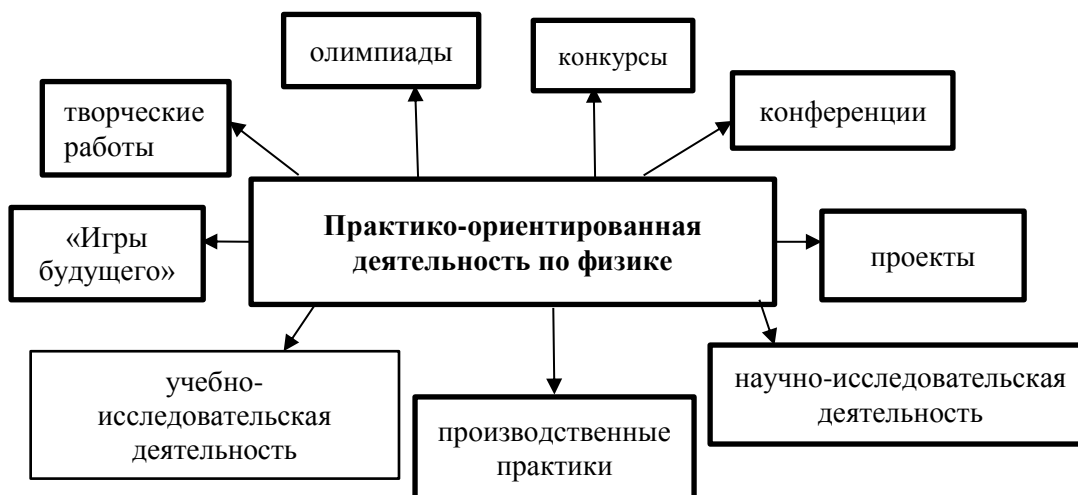 олимпиады
конкурсы
творческие
работы
конференции
Практико-ориентированная
деятельность по физике
«Игры
будущего»
проекты
учебно-
исследовательская
деятельность
производственные
практики
научно-исследовательская
деятельность